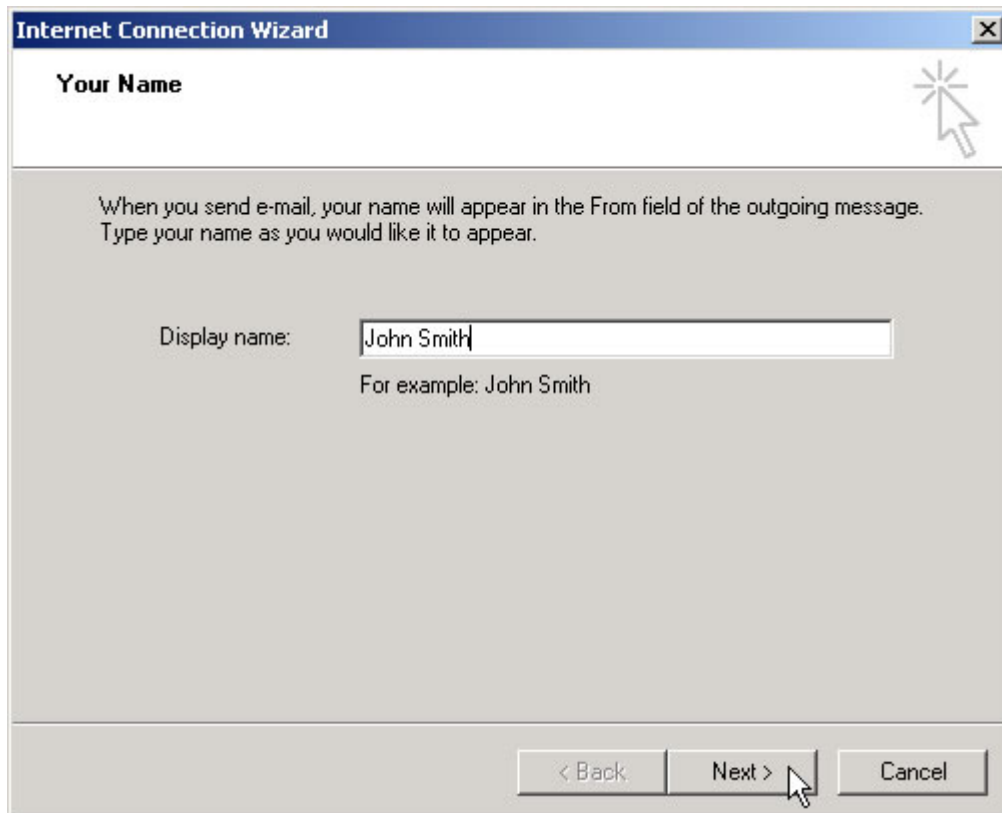 Internet Connection Wizard
Your Name
When you send e-mail, your name will appear in the From field of the outgoing message.
Type your name as you would like it to appear.
Display name: John Smith
For example: John Smith
< Back Next > Cancel